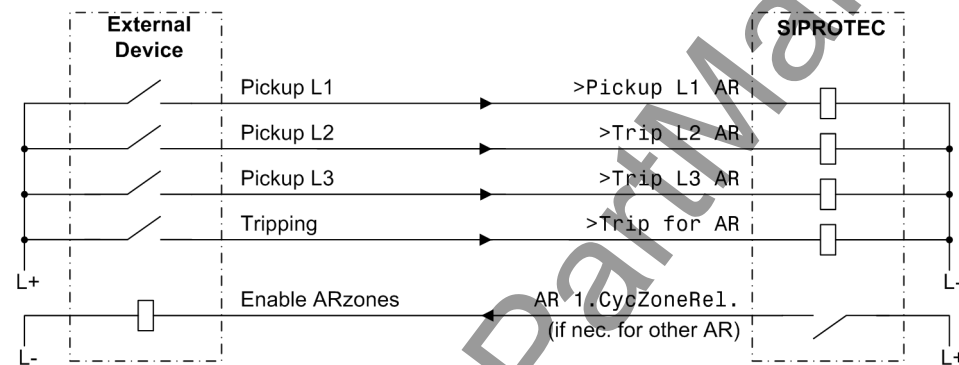 External
Device
SIPROTEC
Pickup L1
>Pickup L1 AR
Pickup L2
>Trip L2 AR
Pickup L3
>Trip L3 AR
Tripping
>Trip for AR
L+
L-
Enable ARzones
AR 1.CycZoneRel.
(if nec. for other AR)
L-
L+